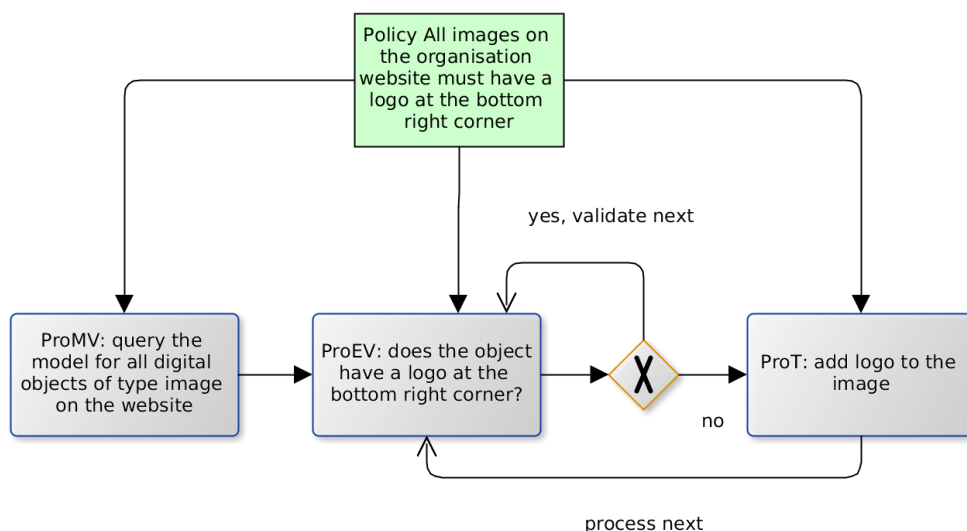 Policy All images on
the organisation
website must have a
logo at the bottom
right corner
yes, validate next
ProMV: query the
model for all digital
objects of type image
on the website
ProEV: does the object
have a logo at the
bottom right corner?
X
ProT: add logo to the
image
no
process next